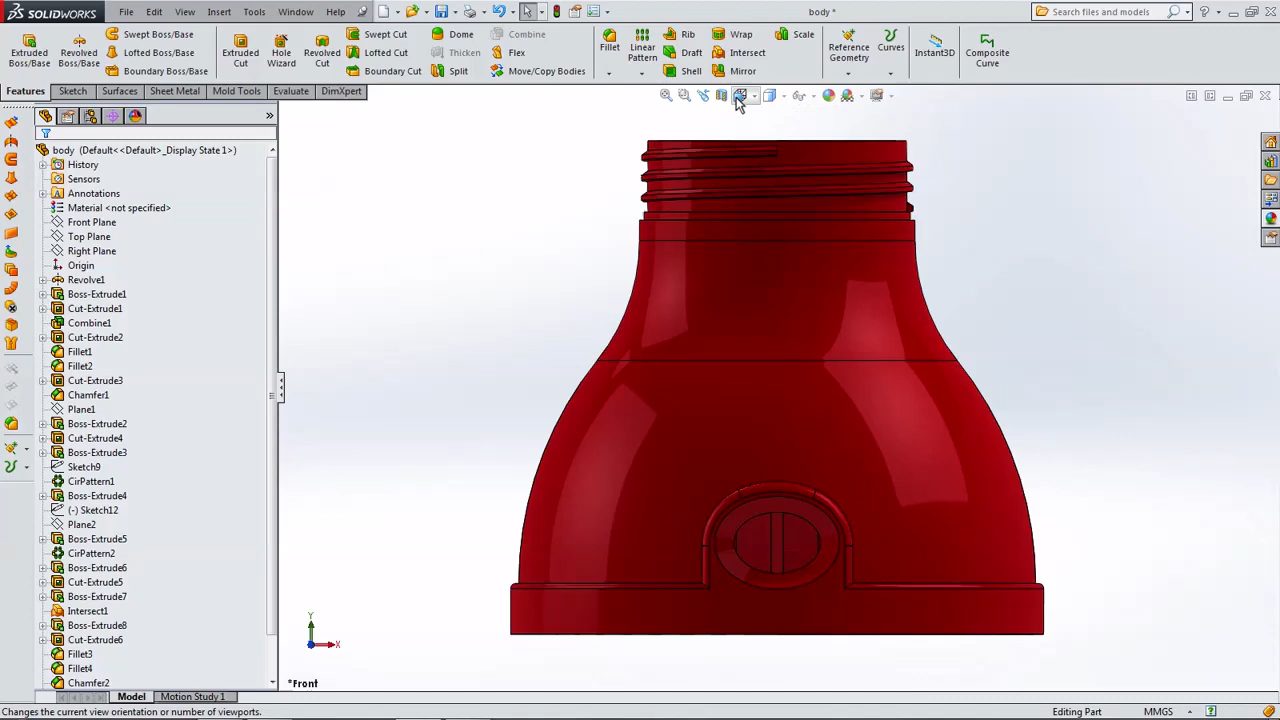 SOLIDWORKS File Edit View Insert Tools Window Help body * Search files and models
Extruded Boss/Base
Revolved Boss/Base
Swept Boss/Base
Lofted Boss/Base
Boundary Boss/Base
Extruded Cut
Hole Wizard
Revolved Cut
Swept Cut
Lofted Cut
Boundary Cut
Dome
Thicken
Split
Combine
Flex
Move/Copy Bodies
Fillet
Linear Pattern
Rib
Draft
Shell
Wrap
Intersect
Mirror
Scale
Reference Geometry
Curves
Instant3D
Composite Curve
Features Sketch Surfaces Sheet Metal Mold Tools Evaluate DimXpert
body (Default<<Default>_Display State 1>)
History
Sensors
Annotations
Material <not specified>
Front Plane
Top Plane
Right Plane
Origin
Revolve1
Boss-Extrude1
Cut-Extrude1
Combine1
Cut-Extrude2
Fillet1
Fillet2
Cut-Extrude3
Chamfer1
Plane1
Boss-Extrude2
Cut-Extrude4
Boss-Extrude3
Sketch9
CirPattern1
Boss-Extrude4
(-) Sketch12
Plane2
Boss-Extrude5
CirPattern2
Boss-Extrude6
Cut-Extrude5
Boss-Extrude7
Intersect1
Boss-Extrude8
Cut-Extrude6
Fillet3
Fillet4
Chamfer2
Y
X
*Front
Model Motion Study 1
Changes the current view orientation or number of viewports. Editing Part MMGS